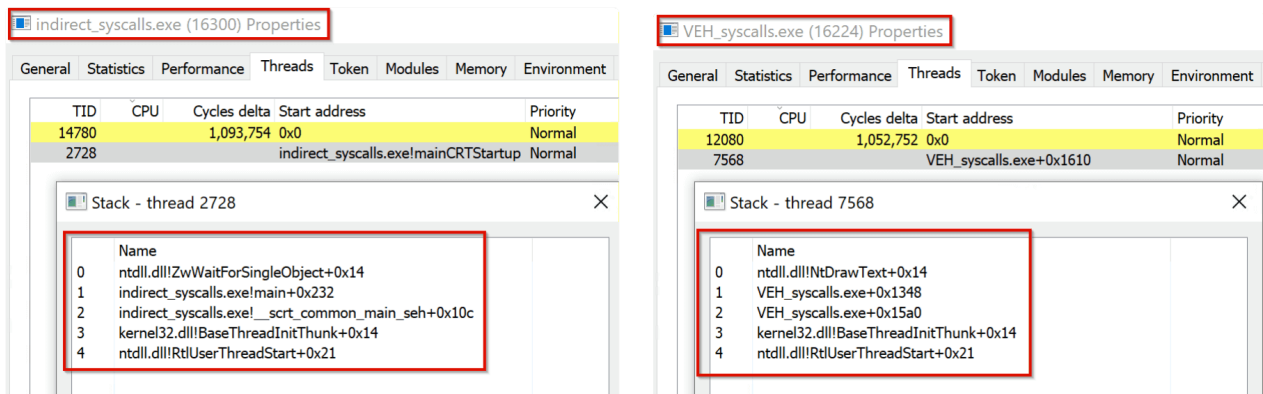 indirect_syscalls.exe (16300) Properties
General Statistics Performance Threads Token Modules Memory Environment
TID CPU Cycles delta Start address Priority
14780 1,093,754 0x0 Normal
2728 indirect_syscalls.exe!mainCRTStartup Normal
Stack - thread 2728
Name
0 ntdll.dll!ZwWaitForSingleObject+0x14
1 indirect_syscalls.exe!main+0x232
2 indirect_syscalls.exe!__scrt_common_main_seh+0x10c
3 kernel32.dll!BaseThreadInitThunk+0x14
4 ntdll.dll!RtlUserThreadStart+0x21
VEH_syscalls.exe (16224) Properties
General Statistics Performance Threads Token Modules Memory Environment
TID CPU Cycles delta Start address Priority
12080 1,052,752 0x0 Normal
7568 VEH_syscalls.exe+0x1610 Normal
Stack - thread 7568
Name
0 ntdll.dll!NtDrawText+0x14
1 VEH_syscalls.exe+0x1348
2 VEH_syscalls.exe+0x15a0
3 kernel32.dll!BaseThreadInitThunk+0x14
4 ntdll.dll!RtlUserThreadStart+0x21